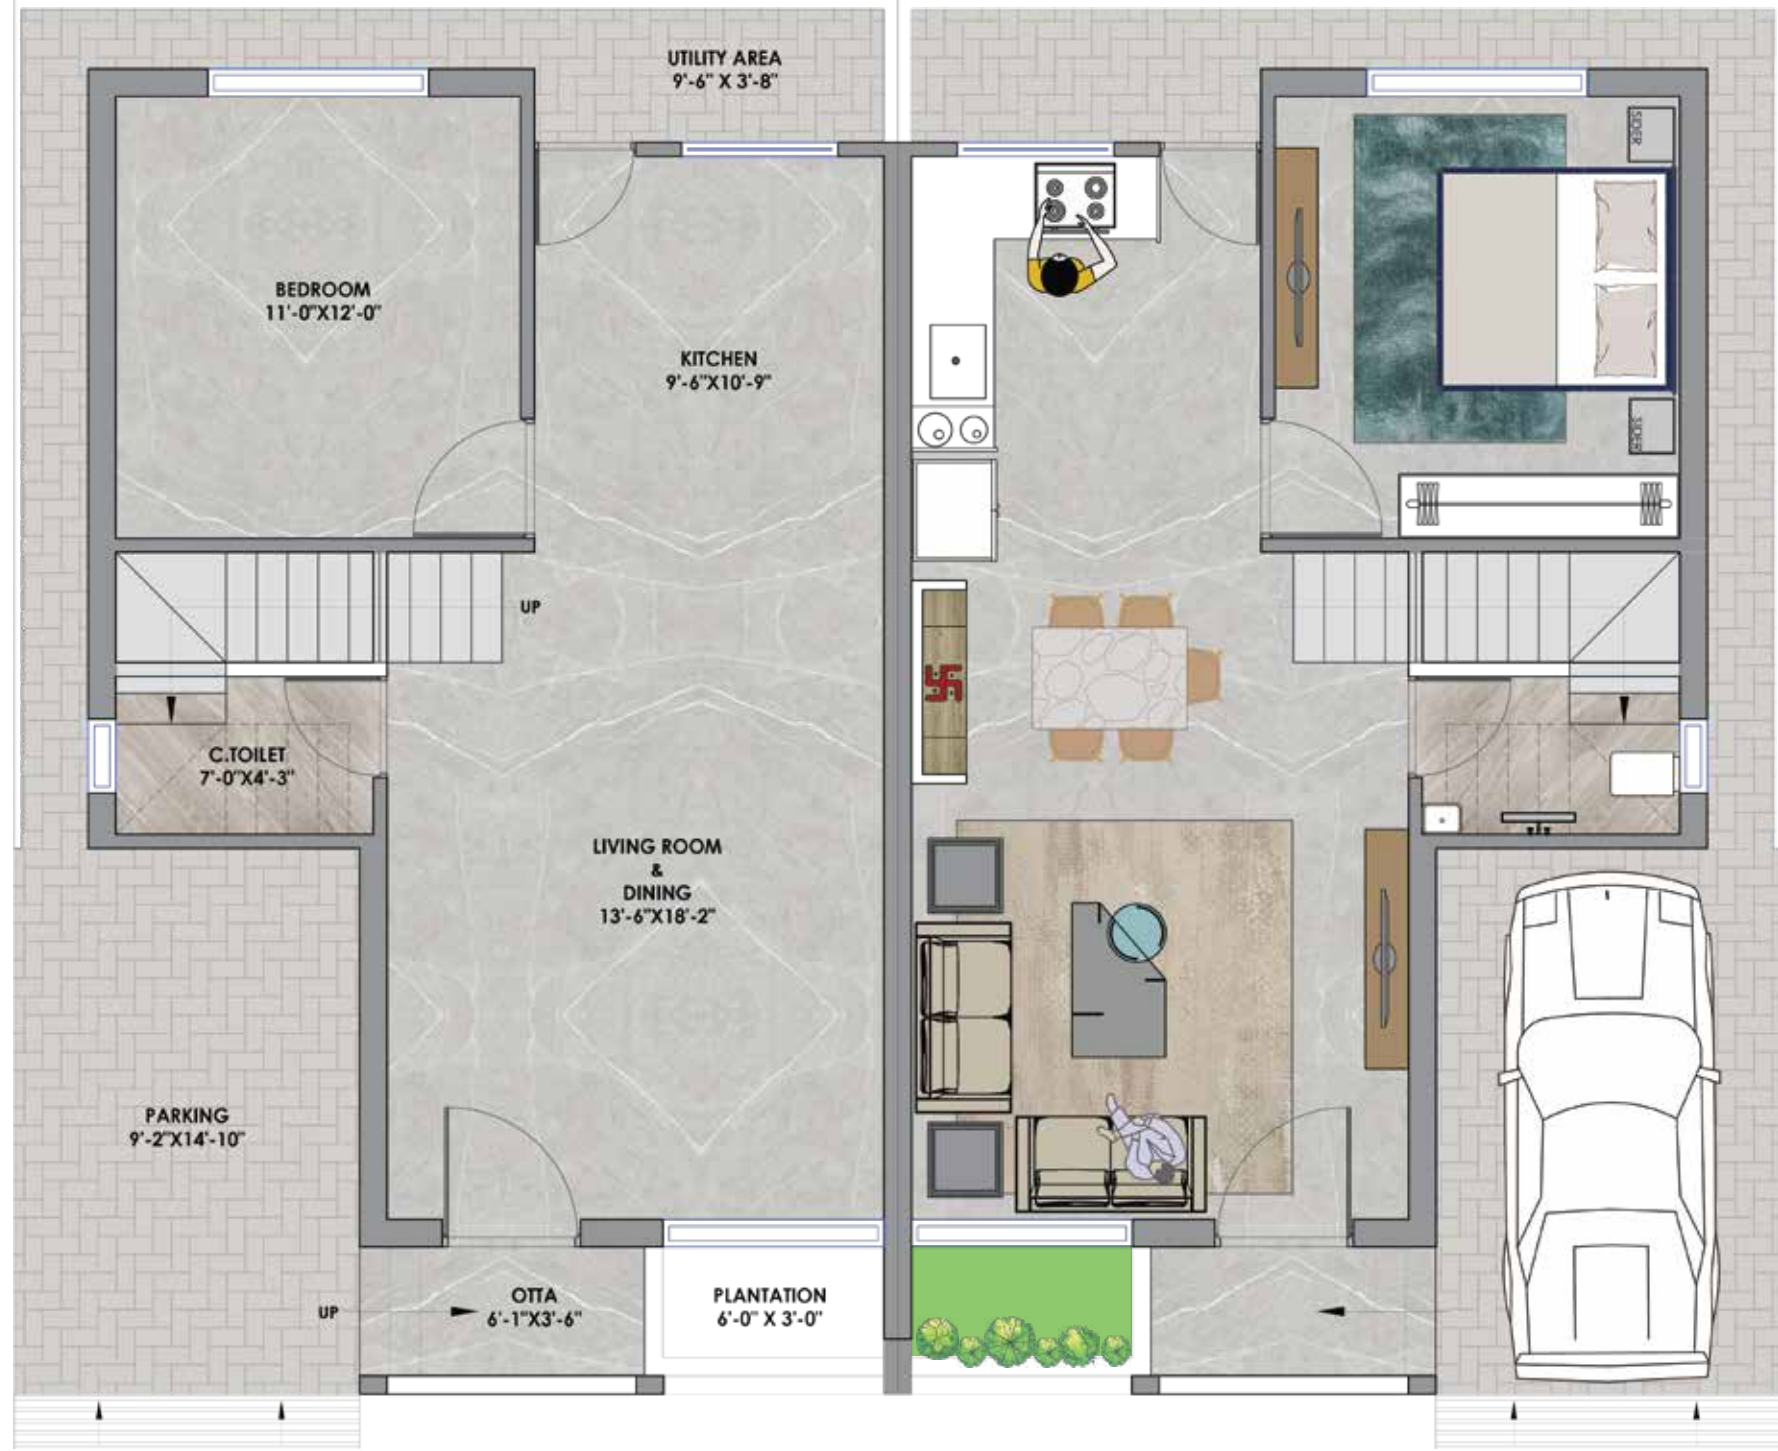 UTILITY AREA
9'-6" X 3'-8"
SIDER
BEDROOM
11'-0"X12'-0"
KITCHEN
9'-6"X10'-9"
SIDER
UP
C.TOILET
7'-0"X4'-3"
LIVING ROOM
&
DINING
13'-6"X18'-2"
PARKING
9'-2"X14'-10"
UP
OTTA
6'-1"X3'-6"
PLANTATION
6'-0" X 3'-0"